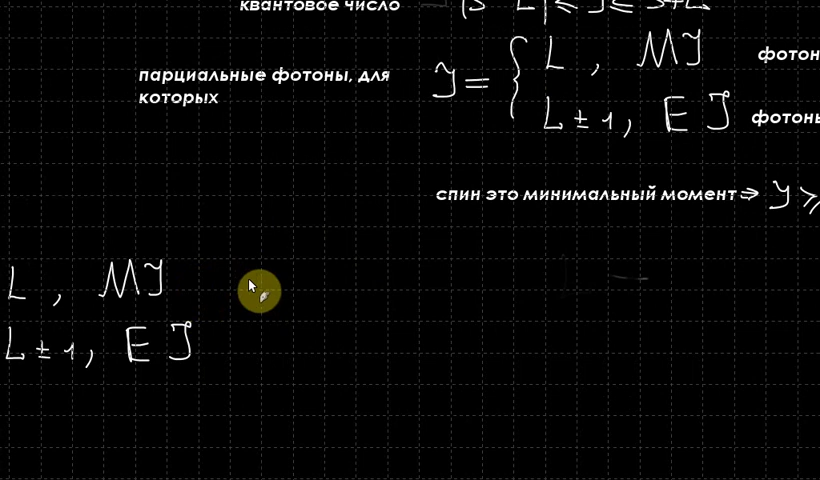 квантовое число
парциальные фотоны, для
которых
J = { L , MJ фотон
L ± 1, EJ фотоны
спин это минимальный момент ⇒ J ⩾
L , MJ
L ± 1, EJ